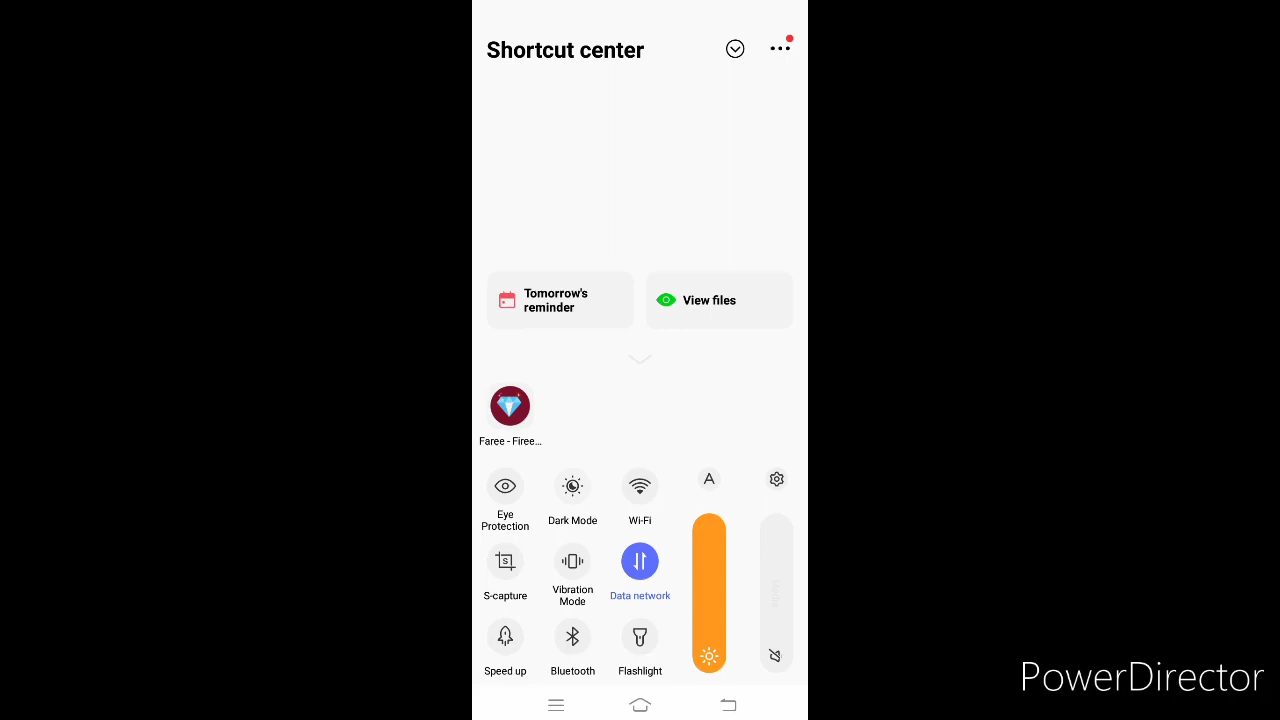 Shortcut center
Tomorrow's
reminder
View files
Faree - Firee...
A
Eye
Protection
Dark Mode
Wi-Fi
S
S-capture
Vibration
Mode
Data network
Media
Speed up
Bluetooth
Flashlight
PowerDirector